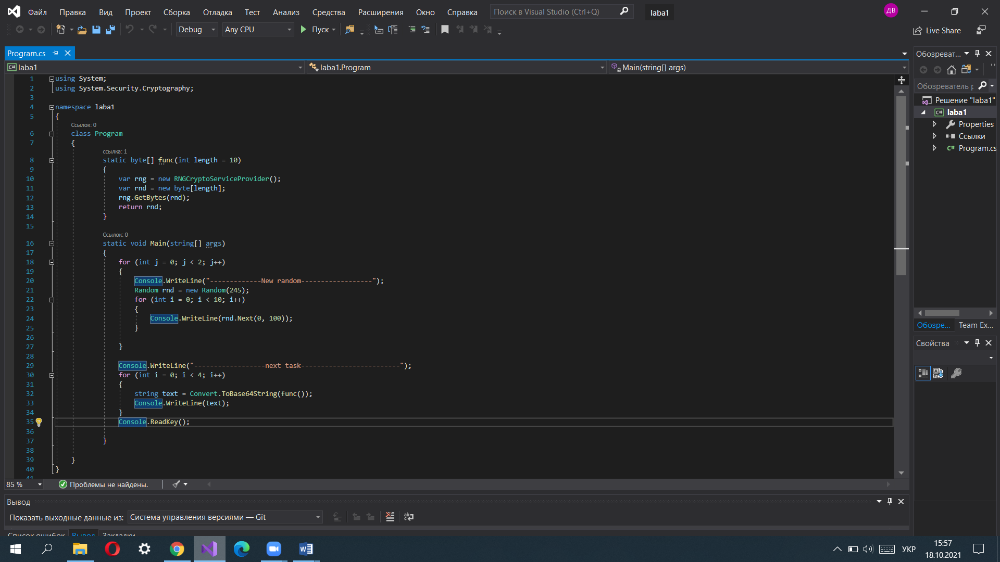 Файл Правка Вид Проект Сборка Отладка Тест Анализ Средства Расширения Окно Справка Поиск в Visual Studio (Ctrl+Q) laba1 ДВ
Debug Any CPU Пуск Live Share
Program.cs
laba1 laba1.Program Main(string[] args)
1 using System;
2 using System.Security.Cryptography;
3
4 namespace laba1
5 {
Ссылок: 0
6 class Program
7 {
ссылка: 1
8 static byte[] func(int length = 10)
9 {
10 var rng = new RNGCryptoServiceProvider();
11 var rnd = new byte[length];
12 rng.GetBytes(rnd);
13 return rnd;
14 }
15
Ссылок: 0
16 static void Main(string[] args)
17 {
18 for (int j = 0; j < 2; j++)
19 {
20 Console.WriteLine("-------------New random------------------");
21 Random rnd = new Random(245);
22 for (int i = 0; i < 10; i++)
23 {
24 Console.WriteLine(rnd.Next(0, 100));
25 }
26
27 }
28
29 Console.WriteLine("------------------next task-------------------------");
30 for (int i = 0; i < 4; i++)
31 {
32 string text = Convert.ToBase64String(func());
33 Console.WriteLine(text);
34 }
35 Console.ReadKey();
36
37 }
38
39 }
40 }
41
85 % Проблемы не найдены.
Вывод
Показать выходные данные из: Система управления версиями — Git
Список ошибок Вывод Закладки
Обозреват...
Обозреватель р
Решение "laba1"
C# laba1
Properties
Ссылки
C# Program.cs
Обозре... Team Ex...
Свойства
УКР
15:57
18.10.2021